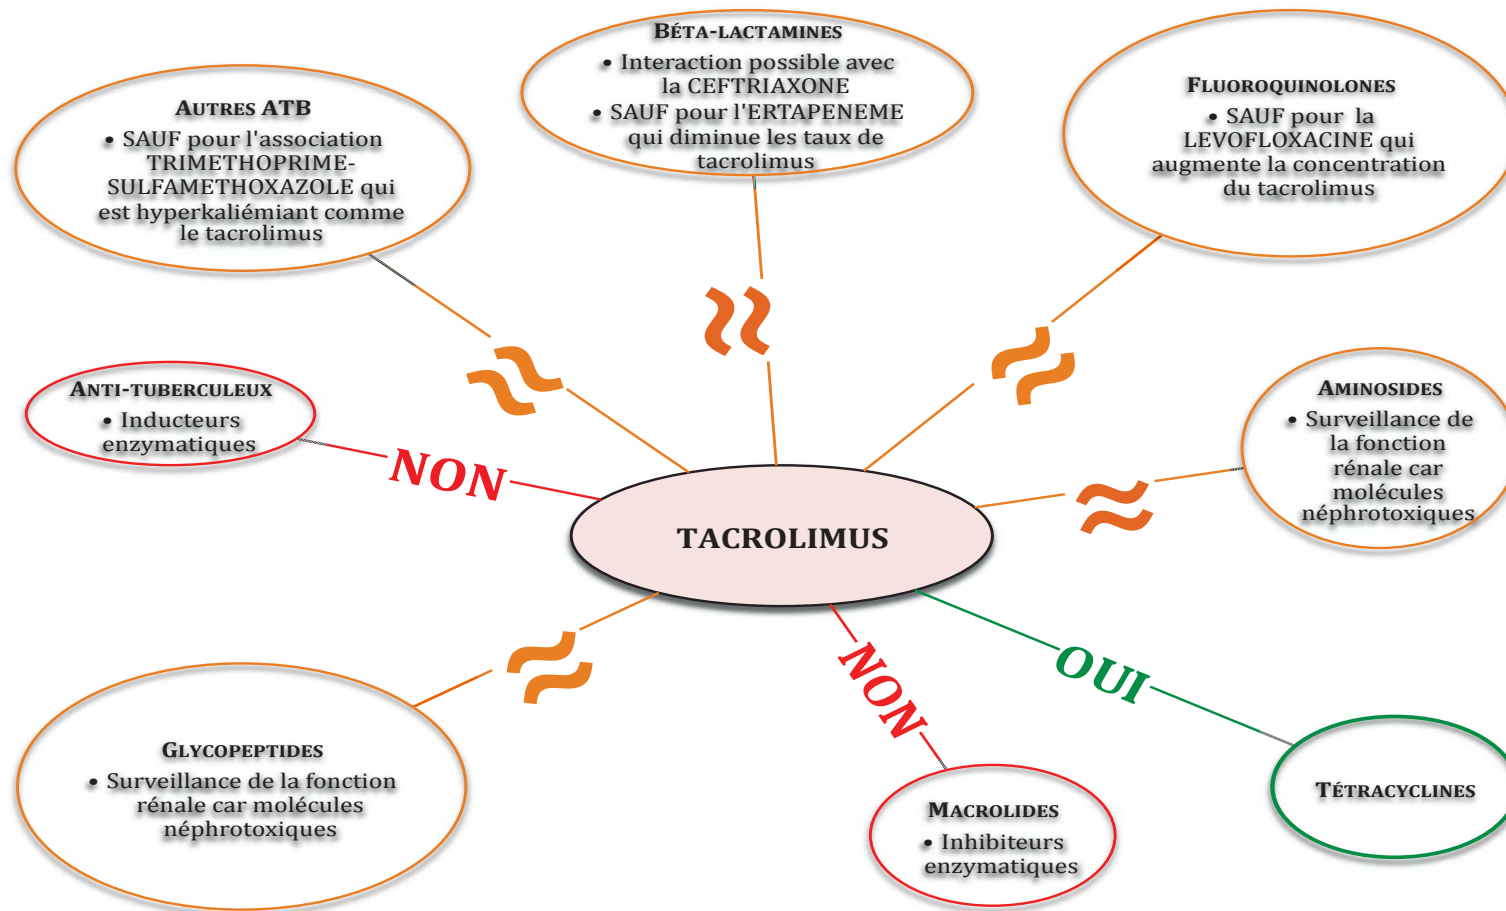 BÉTA-LACTAMINES
• Interaction possible avec
la CEFTRIAXONE
• SAUF pour l'ERTAPENEME
qui diminue les taux de
tacrolimus
FLUOROQUINOLONES
• SAUF pour la
LEVOFLOXACINE qui
augmente la concentration
du tacrolimus
AUTRES ATB
• SAUF pour l'association
TRIMETHOPRIME-
SULFAMETHOXAZOLE qui
est hyperkaliémiant comme
le tacrolimus
ANTI-TUBERCULEUX
• Inducteurs
enzymatiques
NON
AMINOSIDES
• Surveillance de
la fonction
rénale car
molécules
néphrotoxiques
TACROLIMUS
GLYCOPEPTIDES
• Surveillance de la fonction
rénale car molécules
néphrotoxiques
NON
MACROLIDES
• Inhibiteurs
enzymatiques
OUI
TÉTRACYCLINES